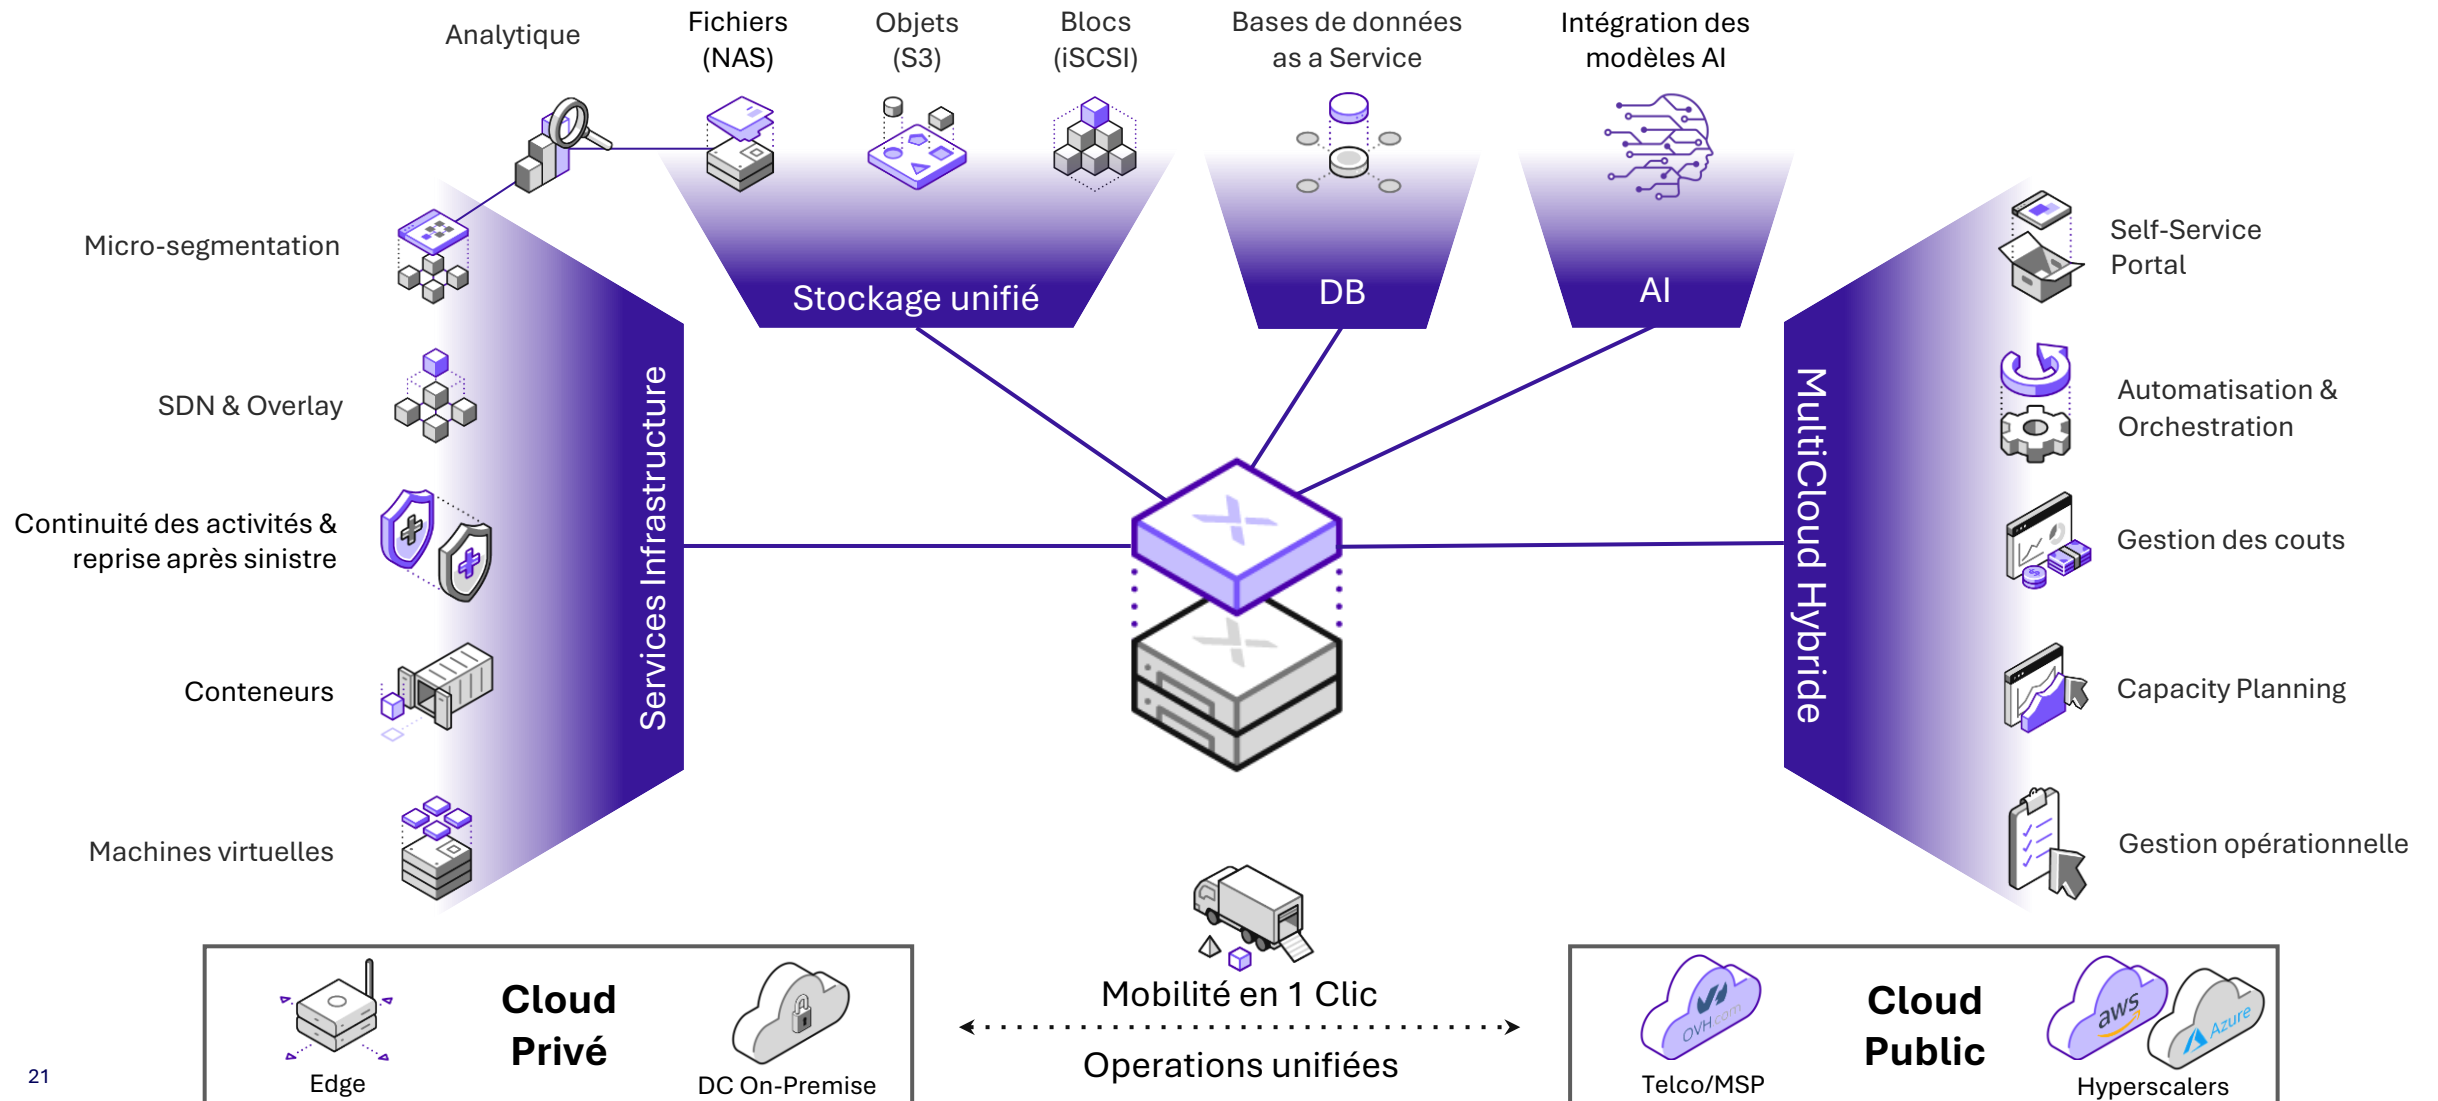 Analytique
Fichiers
(NAS)
Objets
(S3)
Blocs
(iSCSI)
Bases de données
as a Service
Intégration des
modèles AI
Stockage unifié
DB
AI
Micro-segmentation
SDN & Overlay
Continuité des activités &
reprise après sinistre
Conteneurs
Machines virtuelles
Services Infrastructure
MultiCloud Hybride
Self-Service
Portal
Automatisation &
Orchestration
Gestion des couts
Capacity Planning
Gestion opérationnelle
Edge
Cloud
Privé
DC On-Premise
Mobilité en 1 Clic
Operations unifiées
OVH.com
Telco/MSP
Cloud
Public
aws
Azure
Hyperscalers
21